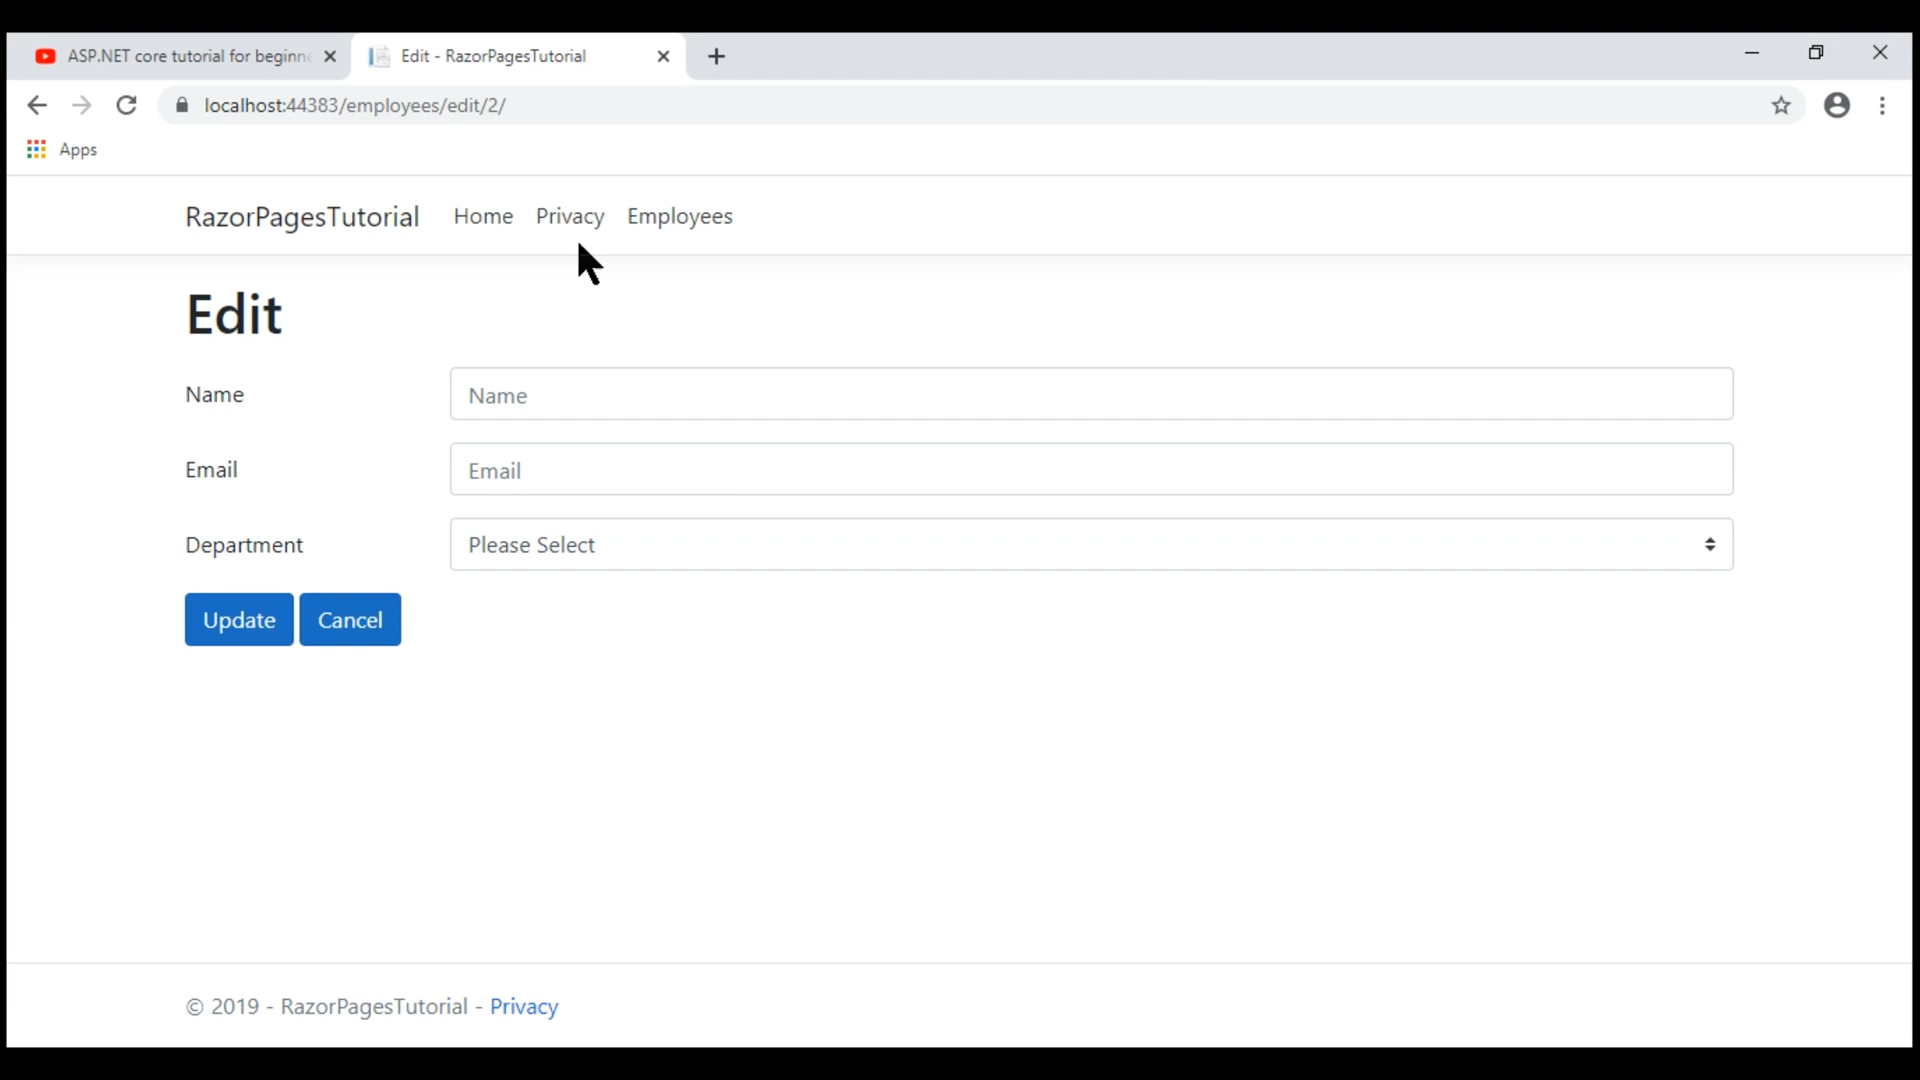 ASP.NET core tutorial for beginne
Edit - RazorPagesTutorial
localhost:44383/employees/edit/2/
Apps
RazorPagesTutorial Home Privacy Employees
Edit
Name Name
Email Email
Department Please Select
Update Cancel
© 2019 - RazorPagesTutorial - Privacy